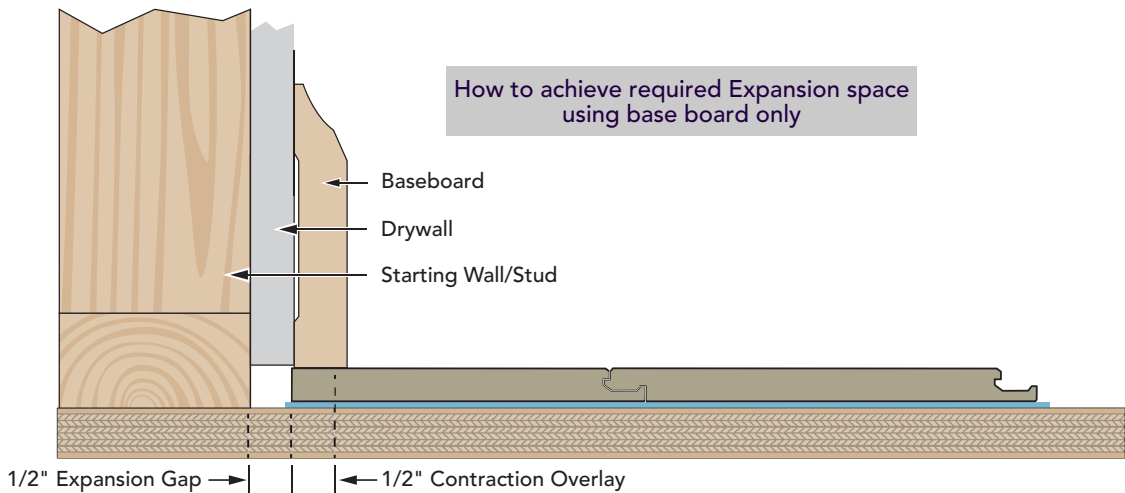 How to achieve required Expansion space
using base board only
Baseboard
Drywall
Starting Wall/Stud
1/2" Expansion Gap
1/2" Contraction Overlay